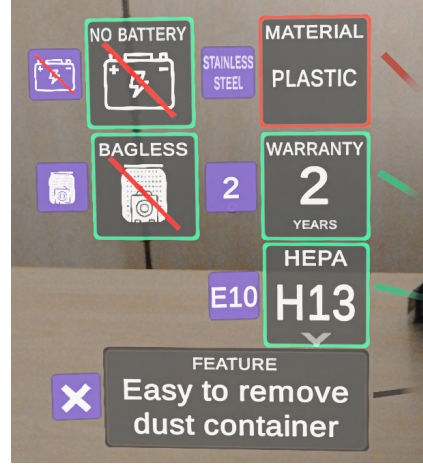 NO BATTERY
STAINLESS
STEEL
MATERIAL
PLASTIC
BAGLESS
2
WARRANTY
2
YEARS
E10
HEPA
H13
FEATURE
Easy to remove
dust container